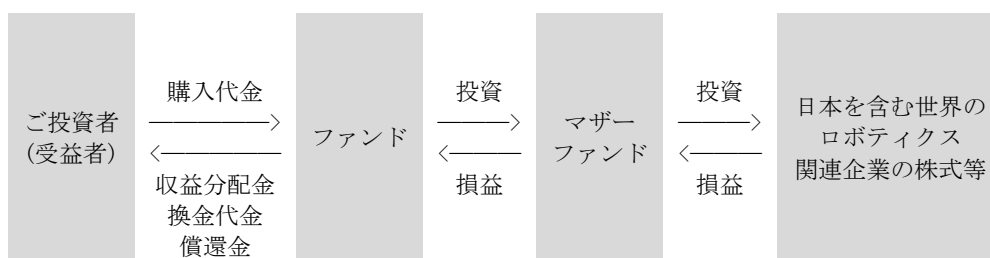 ご投資者
(受益者)
購入代金
収益分配金
換金代金
償還金
ファンド
投資
損益
マザー
ファンド
投資
損益
日本を含む世界の
ロボティクス
関連企業の株式等